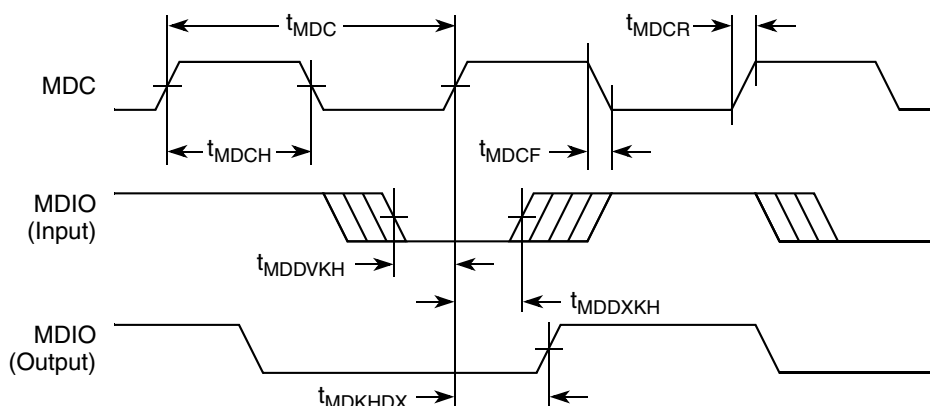 tMDC
tMDCR
MDC
tMDCH
tMDCF
MDIO
(Input)
tMDDVKH
tMDDXKH
MDIO
(Output)
tMDKHDX